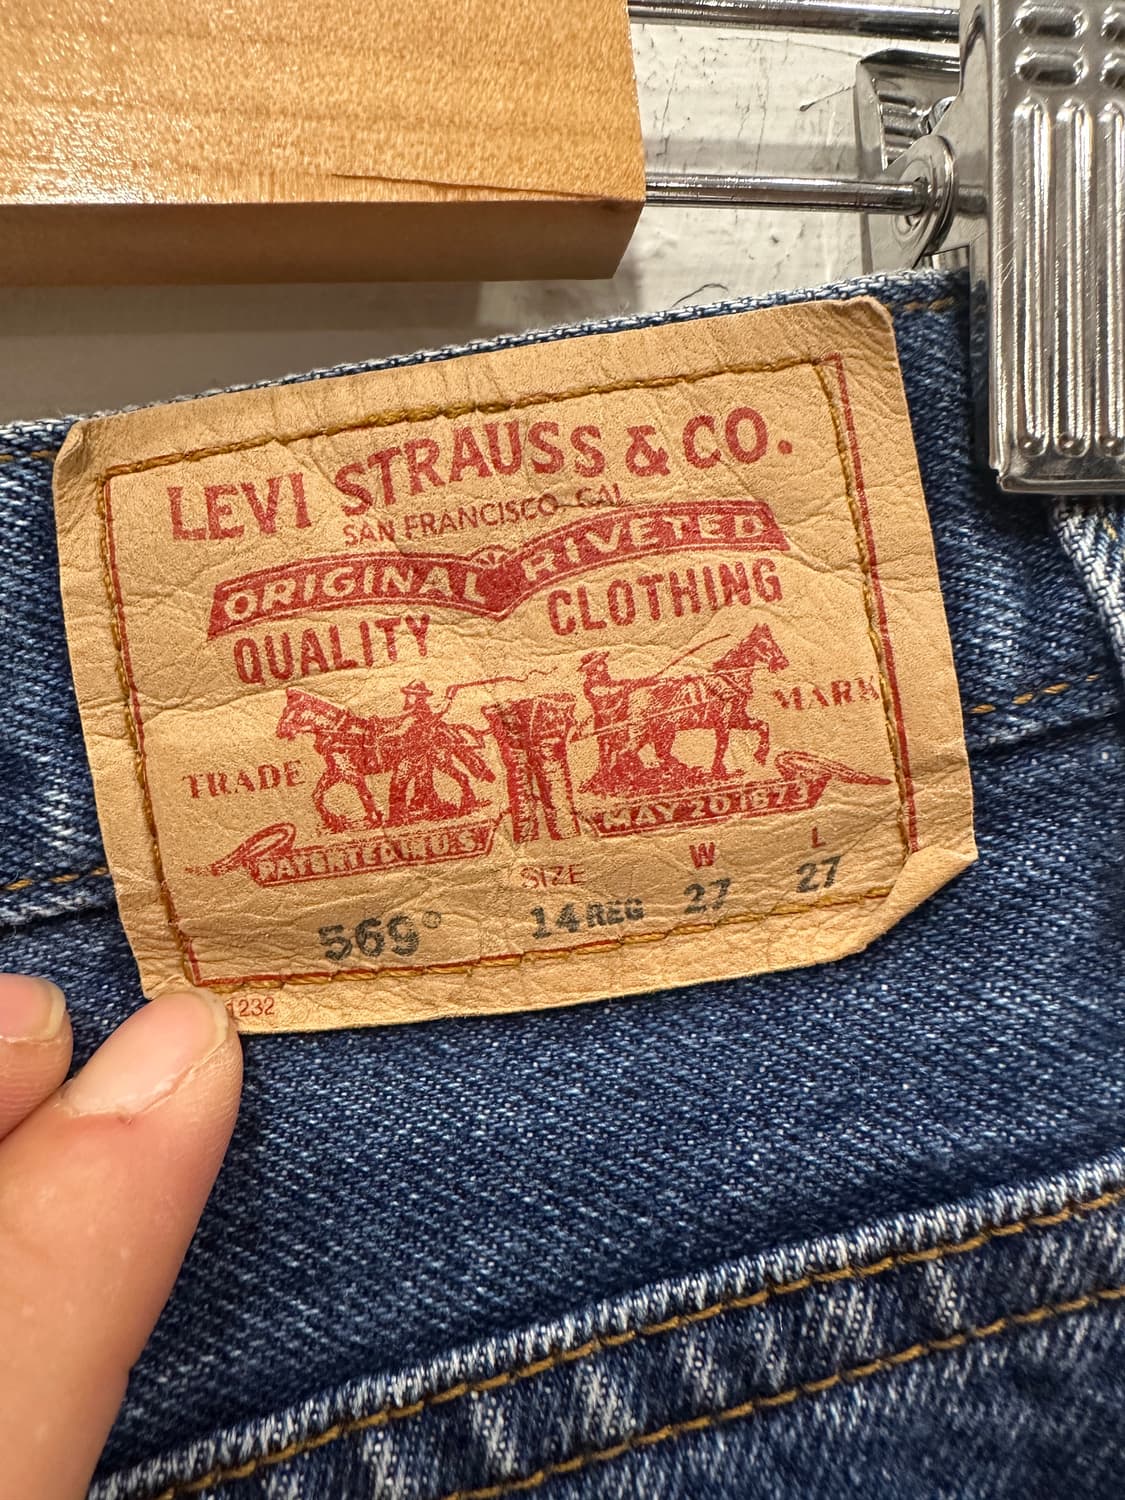 LEVI STRAUSS & CO.
SAN FRANCISCO CAL
ORIGINAL RIVETED
QUALITY CLOTHING
TRADE MARK
PATENTED IN U.S. MAY 20 1873
SIZE W L
569° 14 REG 27 27
1232